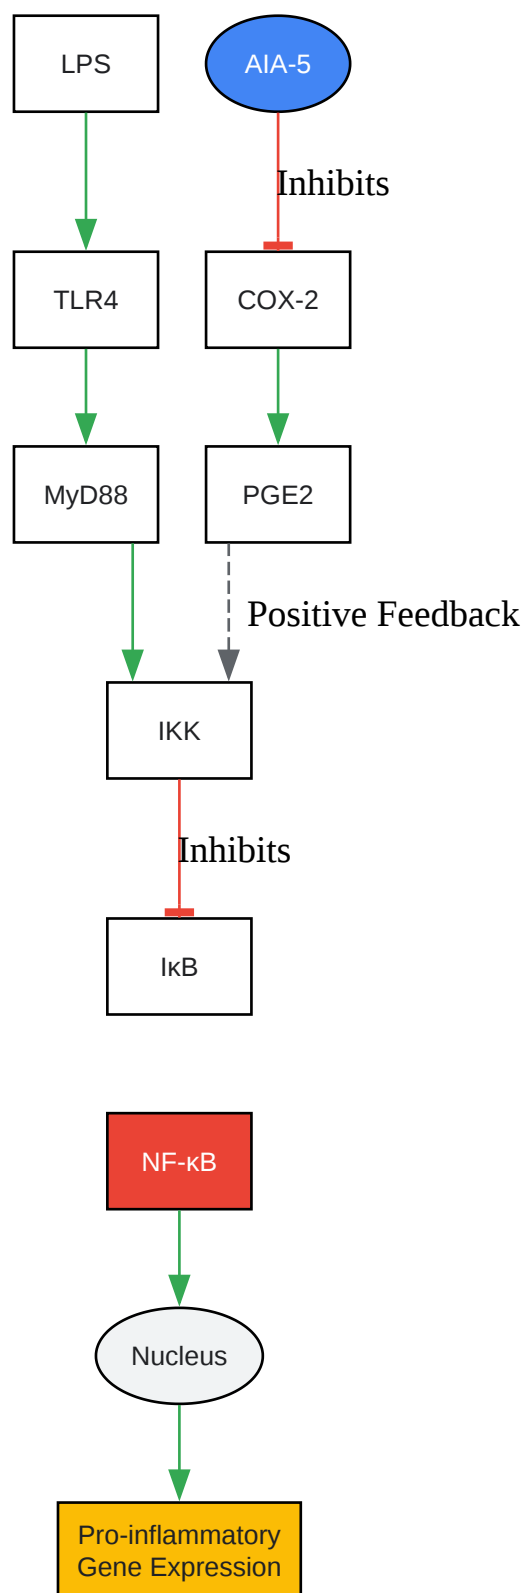 LPS
AIA-5
Inhibits
TLR4
COX-2
MyD88
PGE2
Positive Feedback
IKK
Inhibits
IκB
NF-κB
Nucleus
Pro-inflammatory
Gene Expression